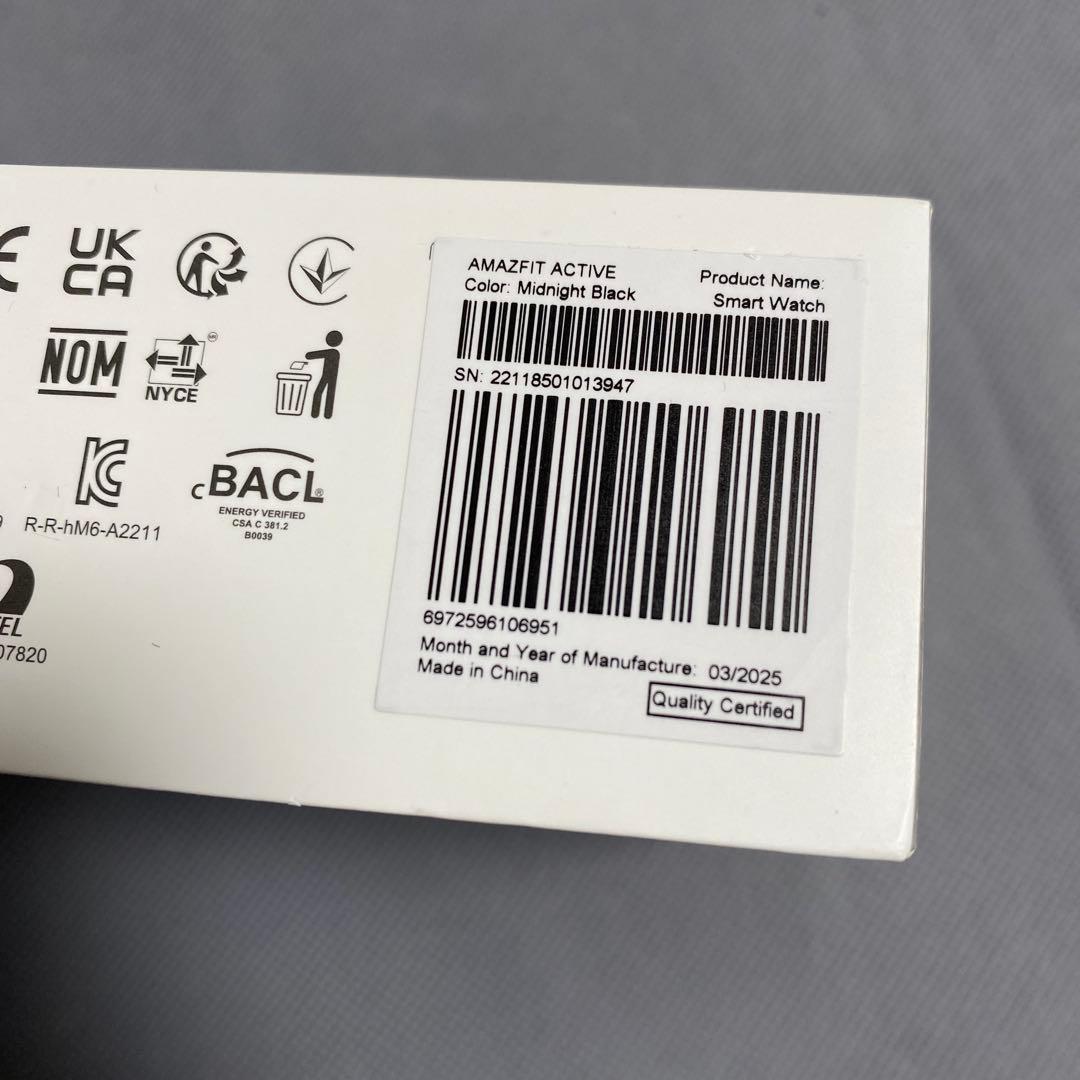 UK
CA
NOM
NYCE
R-R-hM6-A2211
cBACL®
ENERGY VERIFIED
CSA C 381.2
B0039
07820
AMAZFIT ACTIVE
Color: Midnight Black
Product Name:
Smart Watch
SN: 22118501013947
6972596106951
Month and Year of Manufacture: 03/2025
Made in China
Quality Certified